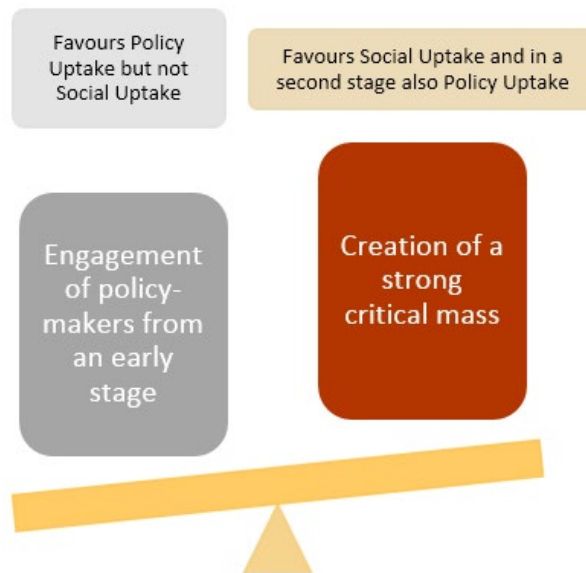 Favours Policy
Uptake but not
Social Uptake
Favours Social Uptake and in a
second stage also Policy Uptake
Engagement
of policy-
makers from
an early
stage
Creation of a
strong
critical mass